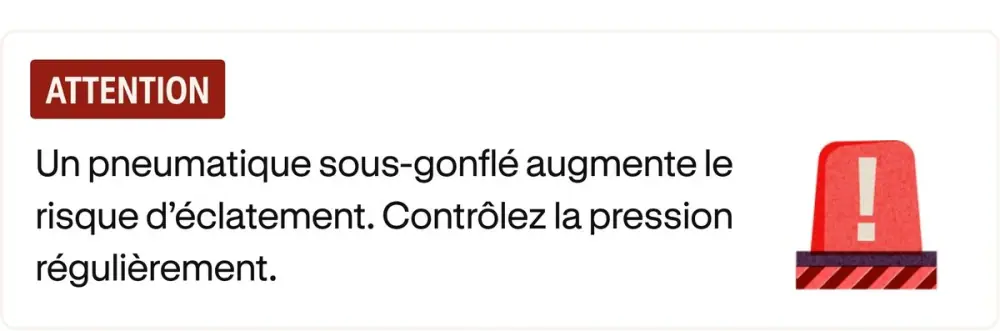 ATTENTION
Un pneumatique sous-gonflé augmente le
risque d’éclatement. Contrôlez la pression
régulièrement.
!